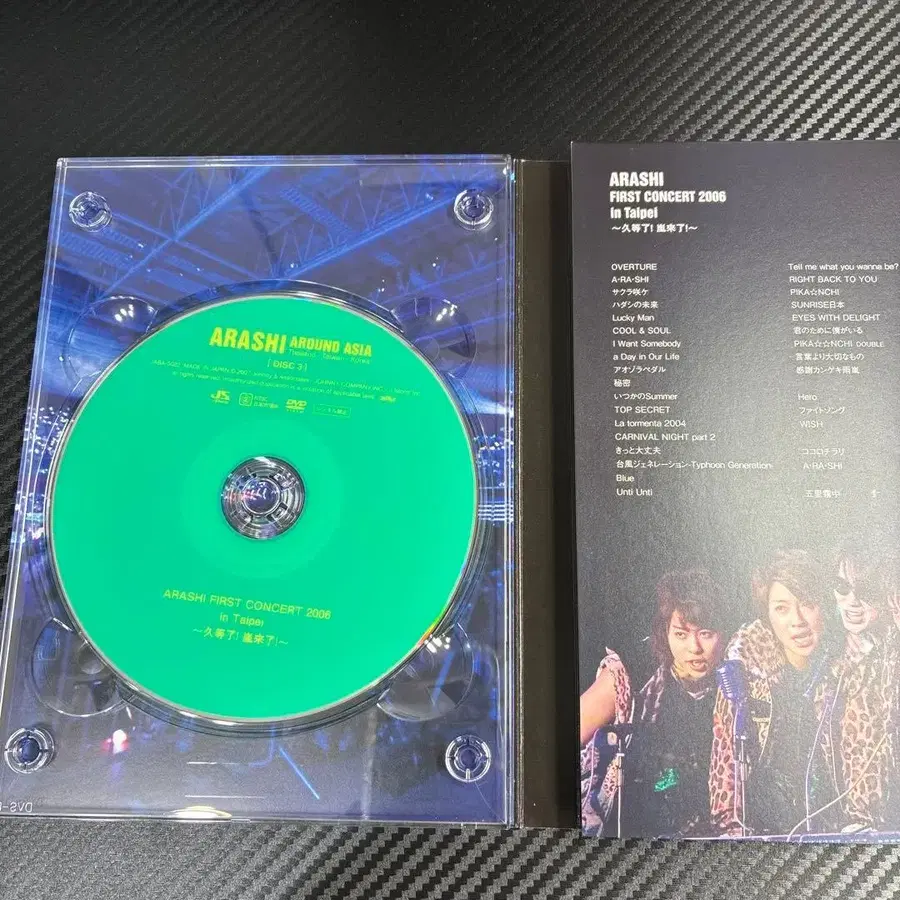 ARASHI AROUND ASIA
Thailand - Taiwan - Korea
[ DISC 3 ]
DVD
ARASHI FIRST CONCERT 2006
in Taipei
〜久等了! 嵐来了!〜
ARASHI
FIRST CONCERT 2006
in Taipei
〜久等了! 嵐来了!〜
OVERTURE
A・RA・SHI
サクラ咲ケ
ハダシの未来
Lucky Man
COOL & SOUL
I Want Somebody
a Day in Our Life
アオゾラペダル
秘密
いつかのSummer
TOP SECRET
La tormenta 2004
CARNIVAL NIGHT part 2
きっと大丈夫
台風ジェネレーション-Typhoon Generation-
Blue
Unti Unti
Tell me what you wanna be?
RIGHT BACK TO YOU
PIKA☆NCHI
SUNRISE日本
EYES WITH DELIGHT
君のために僕がいる
PIKA☆☆NCHI DOUBLE
言葉より大切なもの
感謝カンゲキ雨嵐
Hero
ファイトソング
WISH
ココロチラリ
A・RA・SHI
五里霧中